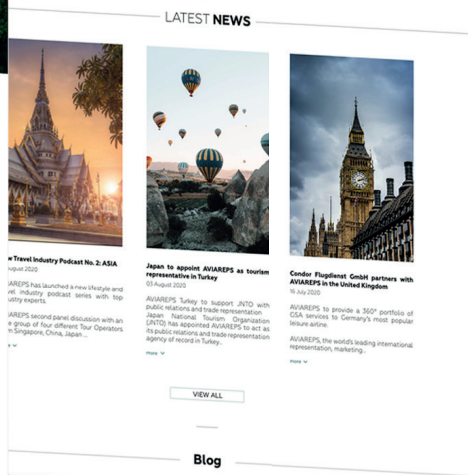 LATEST NEWS
w Travel Industry Podcast No. 2: ASIA
ugust 2020
IAREPS has launched a new lifestyle and
vel industry podcast series with top
ustry experts.
IAREPS second panel discussion with an
e group of four different Tour Operators
n Singapore, China, Japan ...
e
Japan to appoint AVIAREPS as tourism
representative in Turkey
03 August 2020
AVIAREPS Turkey to support JNTO with
public relations and trade representation
Japan National Tourism Organization
(JNTO) has appointed AVIAREPS to act as
its public relations and trade representation
agency of record in Turkey..
more
Condor Flugdienst GmbH partners with
AVIAREPS in the United Kingdom
16 July 2020
AVIAREPS to provide a 360° portfolio of
GSA services to Germany's most popular
leisure airline.
AVIAREPS, the world's leading international
representation, marketing..
more
VIEW ALL
Blog